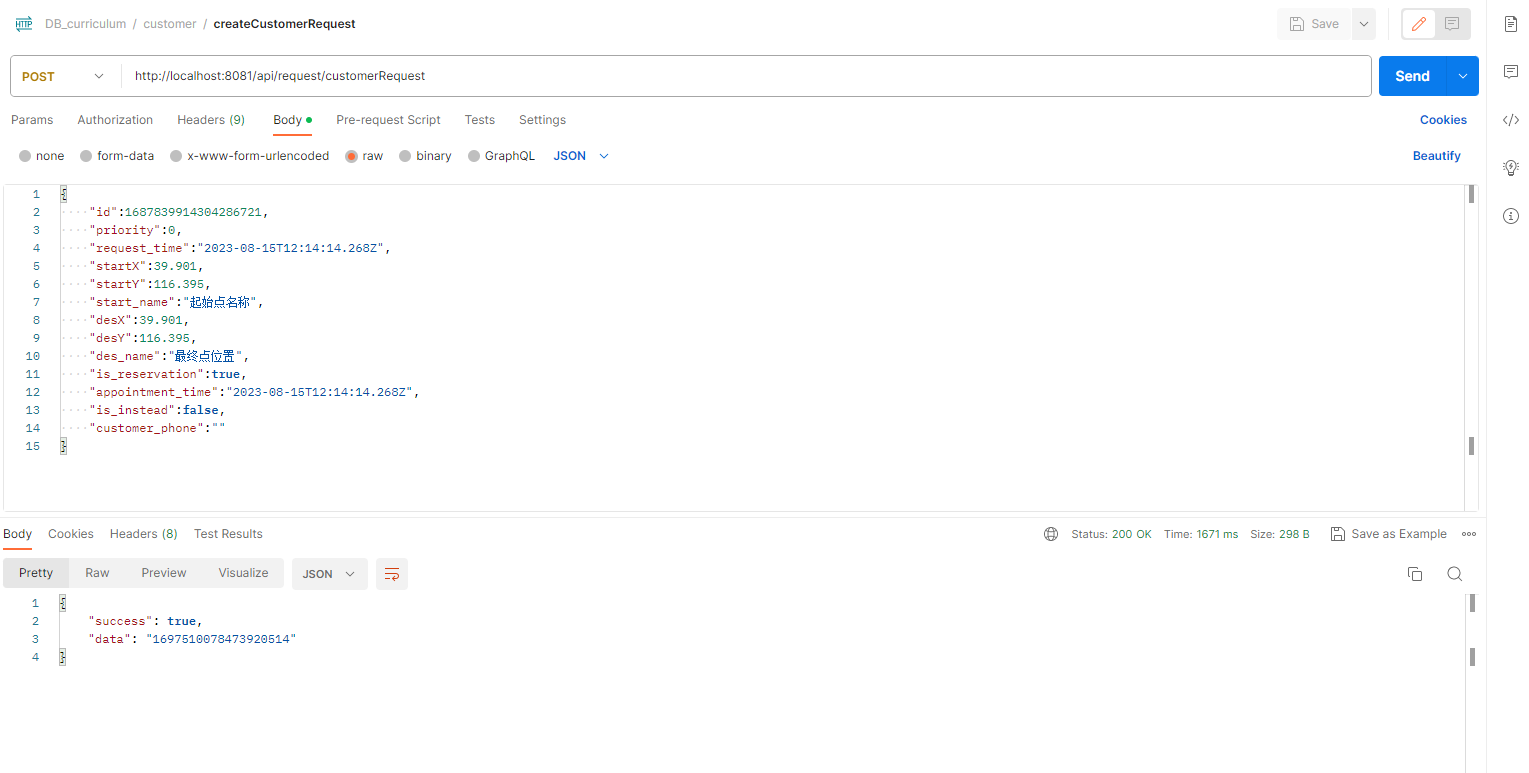 HTTP DB_curriculum / customer / createCustomerRequest Save
POST http://localhost:8081/api/request/customerRequest Send
Params Authorization Headers (9) Body Pre-request Script Tests Settings Cookies
none form-data x-www-form-urlencoded raw binary GraphQL JSON Beautify
1 {
2 "id":1687839914304286721,
3 "priority":0,
4 "request_time":"2023-08-15T12:14:14.268Z",
5 "startX":39.901,
6 "startY":116.395,
7 "start_name":"起始点名称",
8 "desX":39.901,
9 "desY":116.395,
10 "des_name":"最终点位置",
11 "is_reservation":true,
12 "appointment_time":"2023-08-15T12:14:14.268Z",
13 "is_instead":false,
14 "customer_phone":""
15 }
Body Cookies Headers (8) Test Results Status: 200 OK Time: 1671 ms Size: 298 B Save as Example
Pretty Raw Preview Visualize JSON
1 {
2 "success": true,
3 "data": "1697510078473920514"
4 }